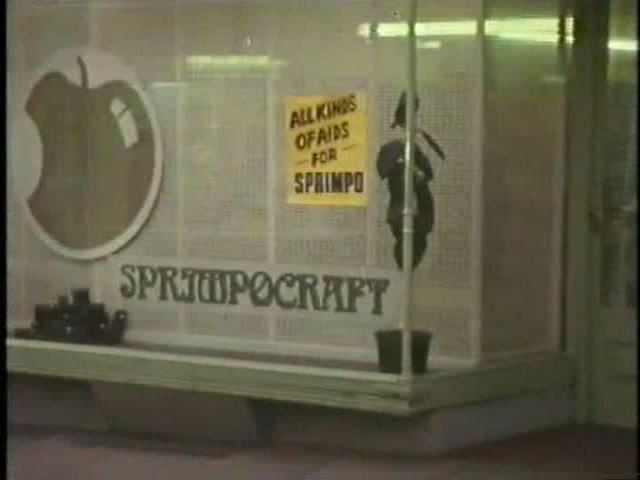 ALL KINDS
OF AIDS
- FOR -
SPRIMPO
SPRIMPOCRAFT